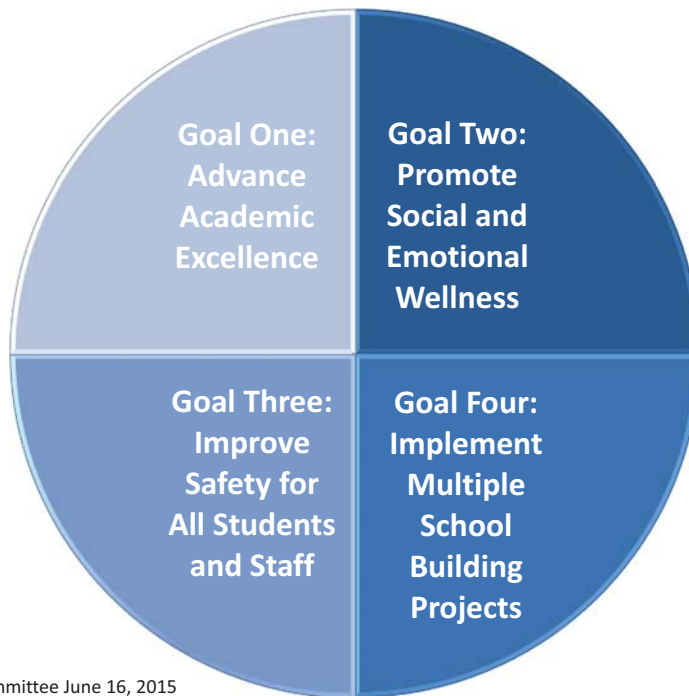 Goal One:
Advance
Academic
Excellence
Goal Two:
Promote
Social and
Emotional
Wellness
Goal Three:
Improve
Safety for
All Students
and Staff
Goal Four:
Implement
Multiple
School
Building
Projects
June 16, 2015